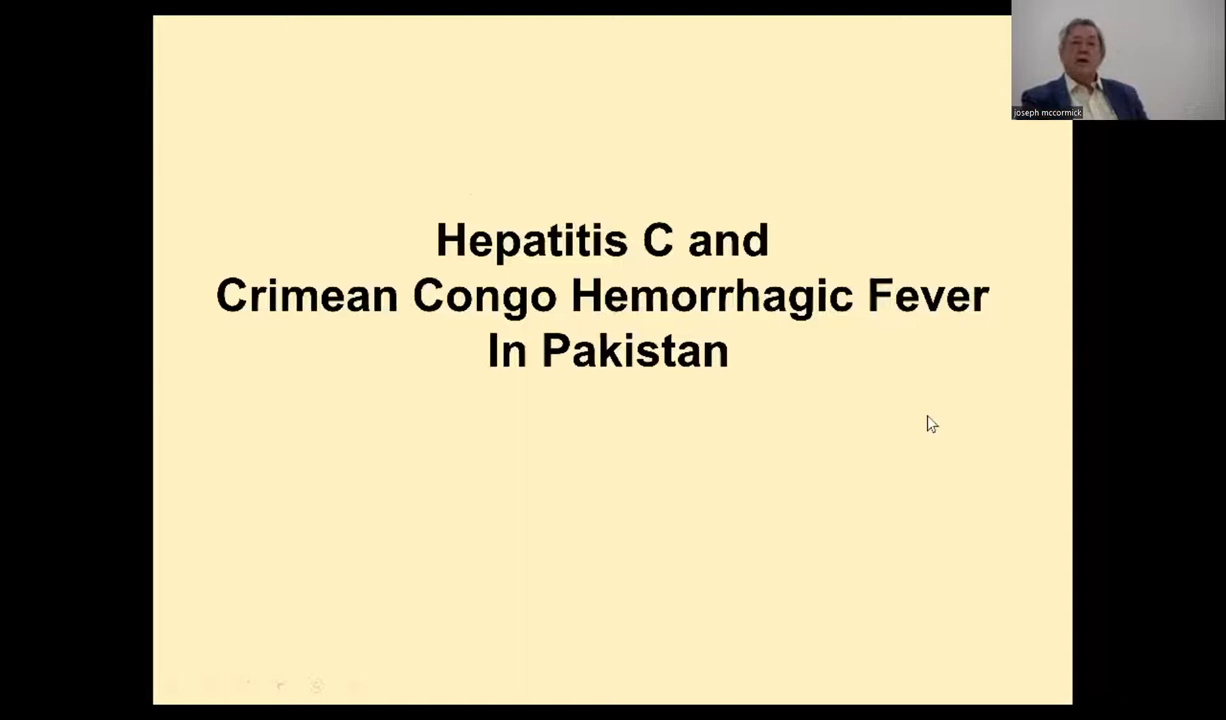 joseph mccormick
Hepatitis C and
Crimean Congo Hemorrhagic Fever
In Pakistan